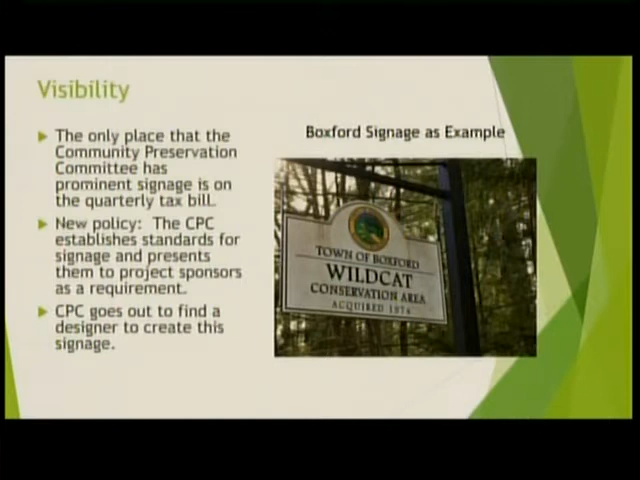 Visibility
The only place that the
Community Preservation
Committee has
prominent signage is on
the quarterly tax bill.
New policy: The CPC
establishes standards for
signage and presents
them to project sponsors
as a requirement.
CPC goes out to find a
designer to create this
signage.
Boxford Signage as Example
TOWN OF BOXFORD
WILDCAT
CONSERVATION AREA
ACQUIRED 1974